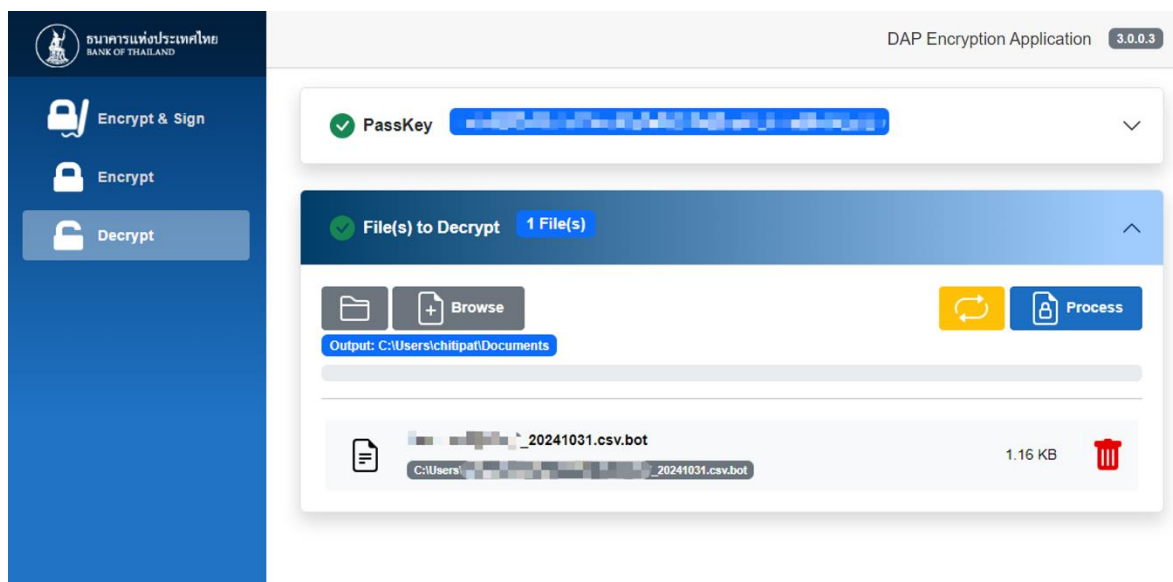 ธนาคารแห่งประเทศไทย
BANK OF THAILAND
DAP Encryption Application 3.0.0.3
Encrypt & Sign
Encrypt
Decrypt
PassKey
File(s) to Decrypt 1 File(s)
Browse
Process
Output: C:\Users\chitipat\Documents
_20241031.csv.bot
1.16 KB
C:\Users\ _20241031.csv.bot